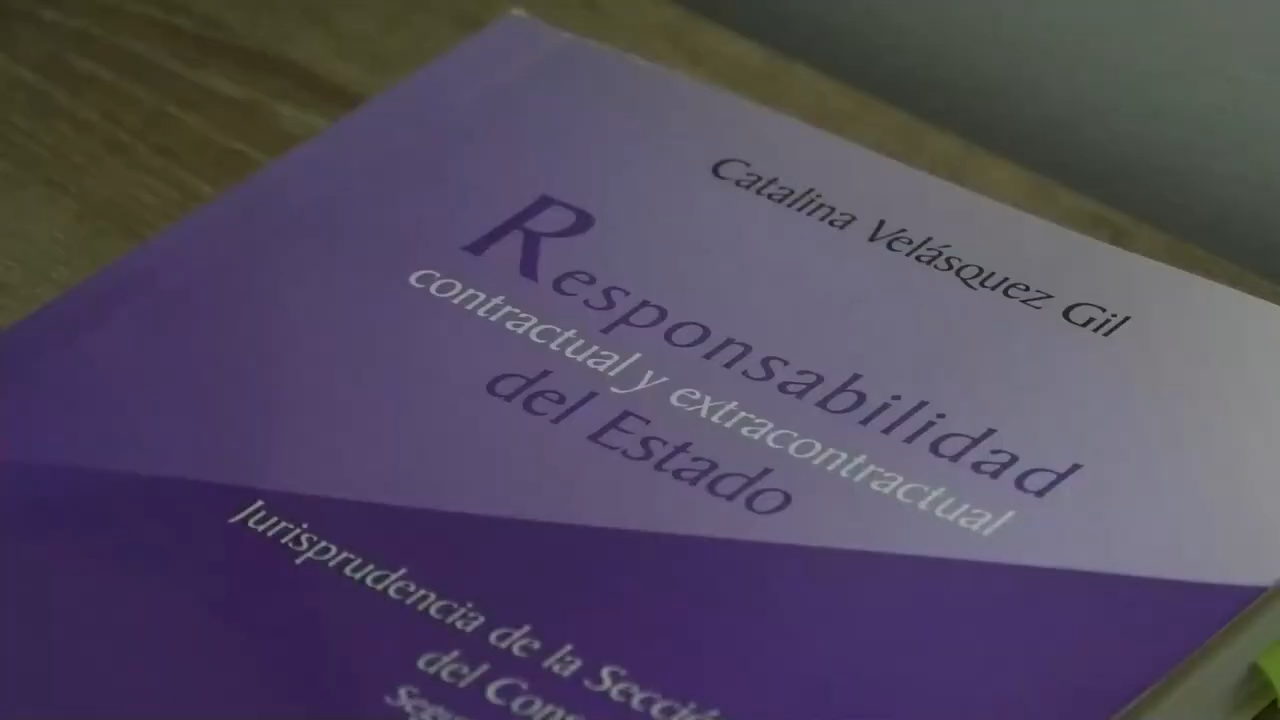 Catalina Velásquez Gil
Responsabilidad
contractual y extracontractual
del Estado
Jurisprudencia de la
del